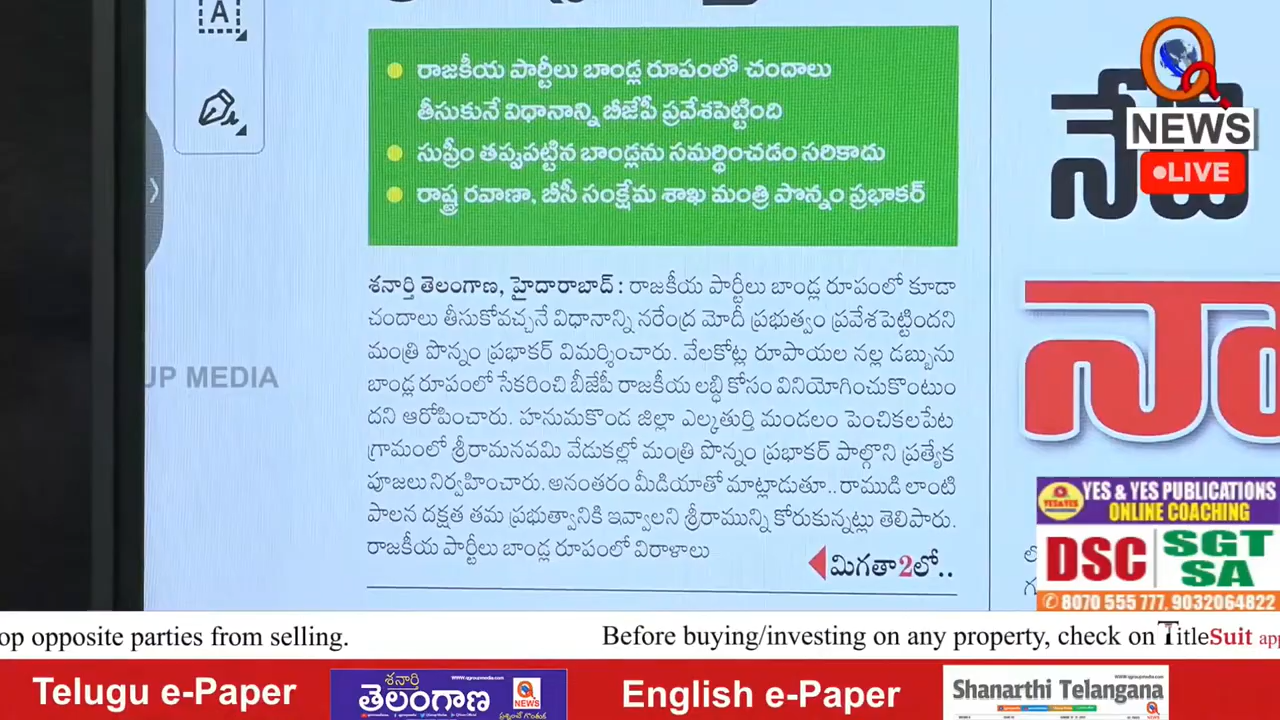 A
రాజకీయ పార్టీలు బాండ్ల రూపంలో చందాలు
తీసుకునే విధానాన్ని బీజేపీ ప్రవేశపెట్టింది
సుప్రీం తప్పుపట్టిన బాండ్లను సమర్థించడం సరికాదు
రాష్ట్ర రవాణా, బీసీ సంక్షేమ శాఖ మంత్రి పొన్నం ప్రభాకర్
శనార్తి తెలంగాణ, హైదారాబాద్ : రాజకీయ పార్టీలు బాండ్ల రూపంలో కూడా
చందాలు తీసుకోవచ్చనే విధానాన్ని నరేంద్ర మోదీ ప్రభుత్వం ప్రవేశపెట్టిందని
మంత్రి పొన్నం ప్రభాకర్ విమర్శించారు. వేలకోట్ల రూపాయల నల్ల డబ్బును
బాండ్ల రూపంలో సేకరించి బీజేపీ రాజకీయ లబ్ధి కోసం వినియోగించుకొంటుం
దని ఆరోపించారు. హనుమకొండ జిల్లా ఎల్కతుర్తి మండలం పెంచికలపేట
గ్రామంలో శ్రీరామనవమి వేడుకల్లో మంత్రి పొన్నం ప్రభాకర్ పాల్గొని ప్రత్యేక
పూజలు నిర్వహించారు. అనంతరం మీడియాతో మాట్లాడుతూ.. రాముడి లాంటి
పాలన దక్షత తమ ప్రభుత్వానికి ఇవ్వాలని శ్రీరామున్ని కోరుకున్నట్లు తెలిపారు.
రాజకీయ పార్టీలు బాండ్ల రూపంలో విరాళాలు
మిగతా 2లో..
UP MEDIA
Q
NEWS
LIVE
నా
YES & YES PUBLICATIONS
ONLINE COACHING
DSC SGT
SA
8070 555 777, 9032064822
op opposite parties from selling. Before buying/investing on any property, check on TitleSuit app
Telugu e-Paper
శనార్తి
తెలంగాణ
NEWS
English e-Paper
Shanarthi Telangana